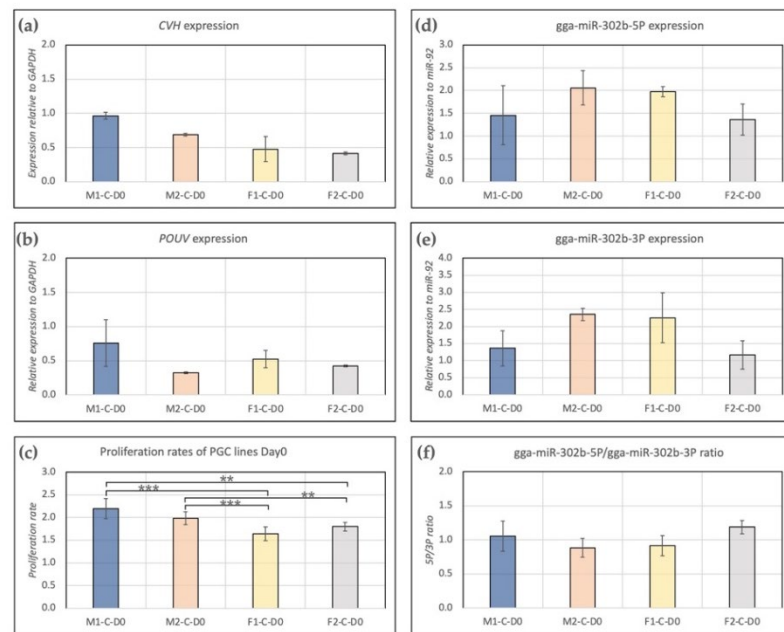 (a)
CVH expression
Expression relative to GAPDH
2.0
1.5
1.0
0.5
0.0
M1-C-D0 M2-C-D0 F1-C-D0 F2-C-D0
(b)
POUV expression
Relative expression to GAPDH
2.0
1.5
1.0
0.5
0.0
M1-C-D0 M2-C-D0 F1-C-D0 F2-C-D0
(c)
Proliferation rates of PGC lines Day0
Proliferation rate
3.0
2.5
2.0
1.5
1.0
0.5
0.0
**
***
**
***
M1-C-D0 M2-C-D0 F1-C-D0 F2-C-D0
(d)
gga-miR-302b-5P expression
Relative expression to miR-92
3.0
2.5
2.0
1.5
1.0
0.5
0.0
M1-C-D0 M2-C-D0 F1-C-D0 F2-C-D0
(e)
gga-miR-302b-3P expression
Relative expression to miR-92
4.0
3.5
3.0
2.5
2.0
1.5
1.0
0.5
0.0
M1-C-D0 M2-C-D0 F1-C-D0 F2-C-D0
(f)
gga-miR-302b-5P/gga-miR-302b-3P ratio
5P/3P ratio
2.0
1.5
1.0
0.5
0.0
M1-C-D0 M2-C-D0 F1-C-D0 F2-C-D0